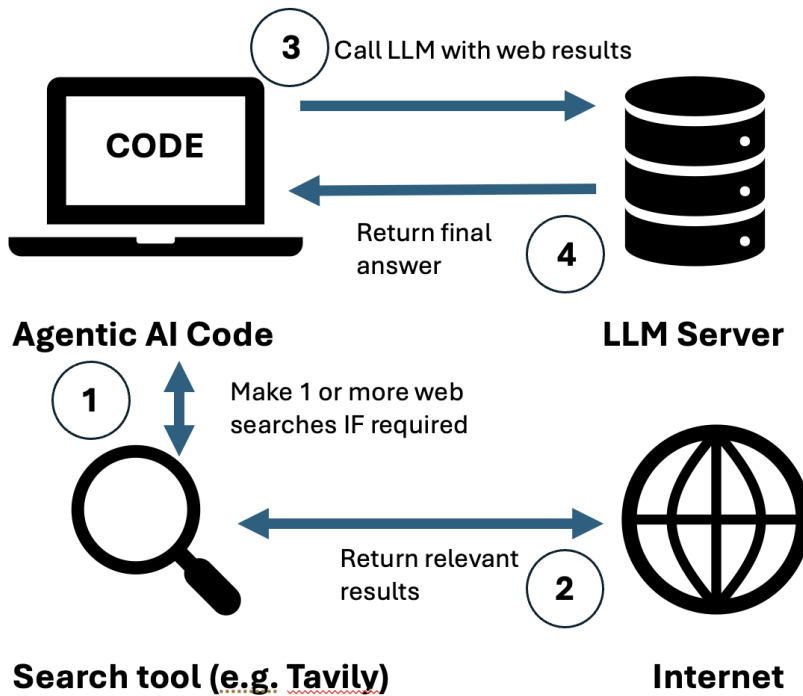 3
Call LLM with web results
CODE
Return final
answer
4
Agentic AI Code
LLM Server
1
Make 1 or more web
searches IF required
Return relevant
results
2
Search tool (e.g. Tavily)
Internet